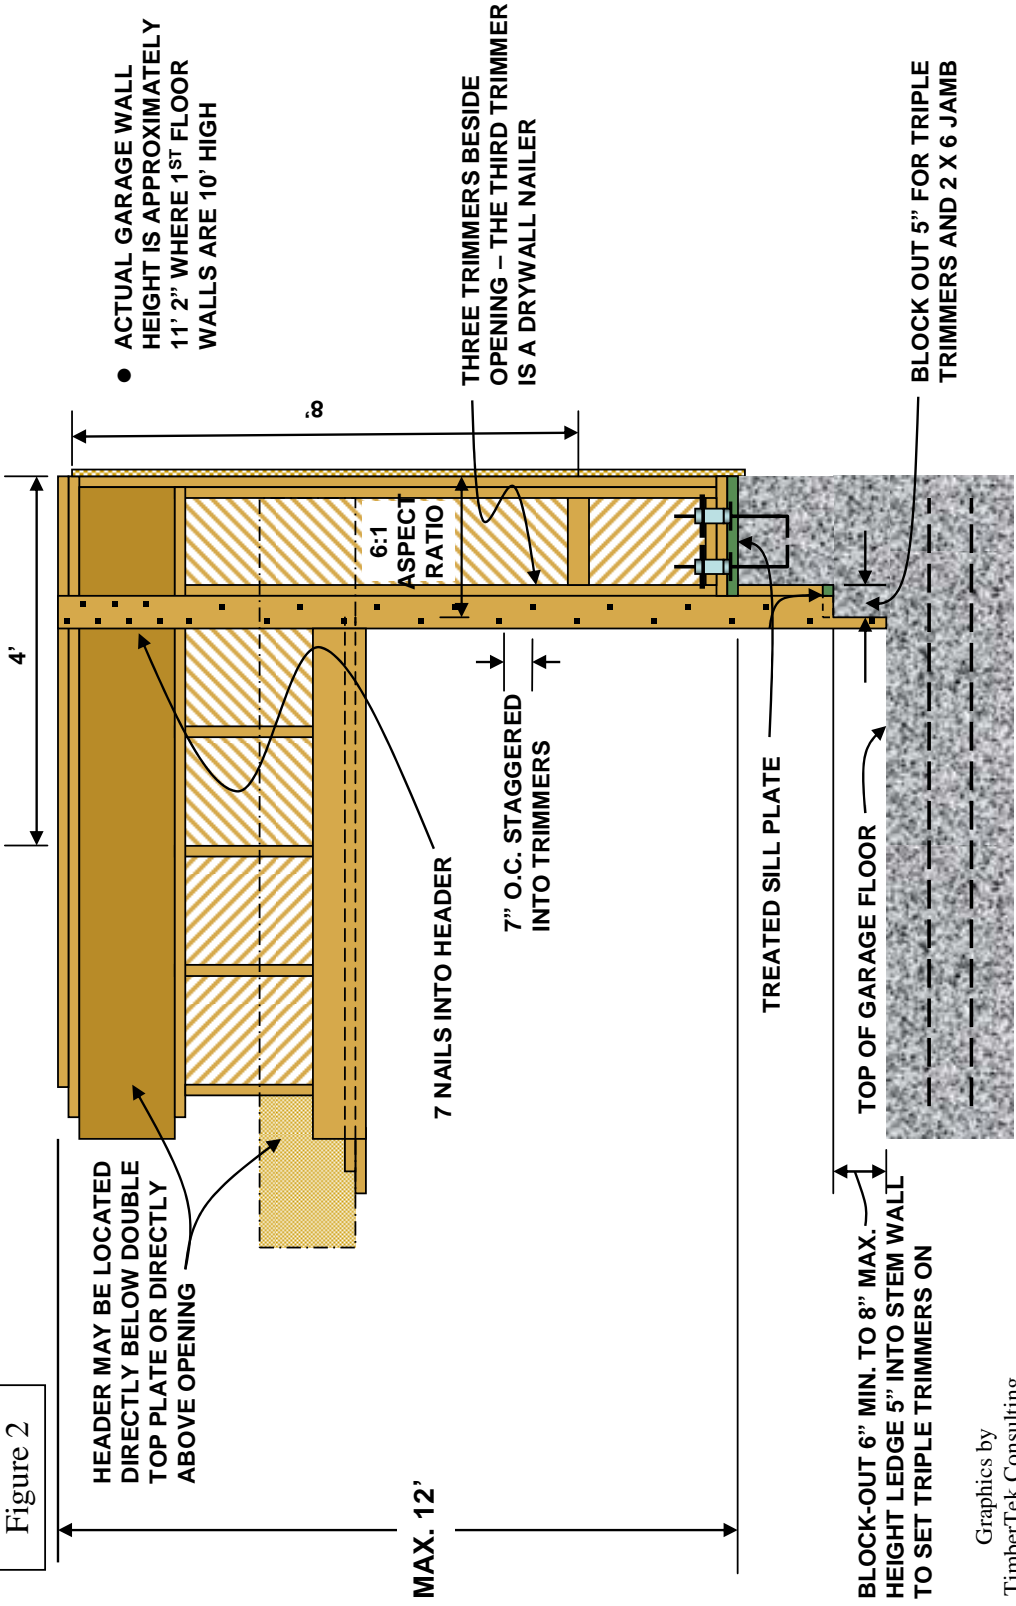 Figure 2
HEADER MAY BE LOCATED
DIRECTLY BELOW DOUBLE
TOP PLATE OR DIRECTLY
ABOVE OPENING
4’
● ACTUAL GARAGE WALL
HEIGHT IS APPROXIMATELY
11’ 2” WHERE 1ST FLOOR
WALLS ARE 10’ HIGH
8’
6:1
ASPECT
RATIO
THREE TRIMMERS BESIDE
OPENING – THE THIRD TRIMMER
IS A DRYWALL NAILER
MAX. 12’
7 NAILS INTO HEADER
7” O.C. STAGGERED
INTO TRIMMERS
TREATED SILL PLATE
TOP OF GARAGE FLOOR
BLOCK OUT 5” FOR TRIPLE
TRIMMERS AND 2 X 6 JAMB
BLOCK-OUT 6” MIN. TO 8” MAX.
HEIGHT LEDGE 5” INTO STEM WALL
TO SET TRIPLE TRIMMERS ON
Graphics by
TimberTek Consulting